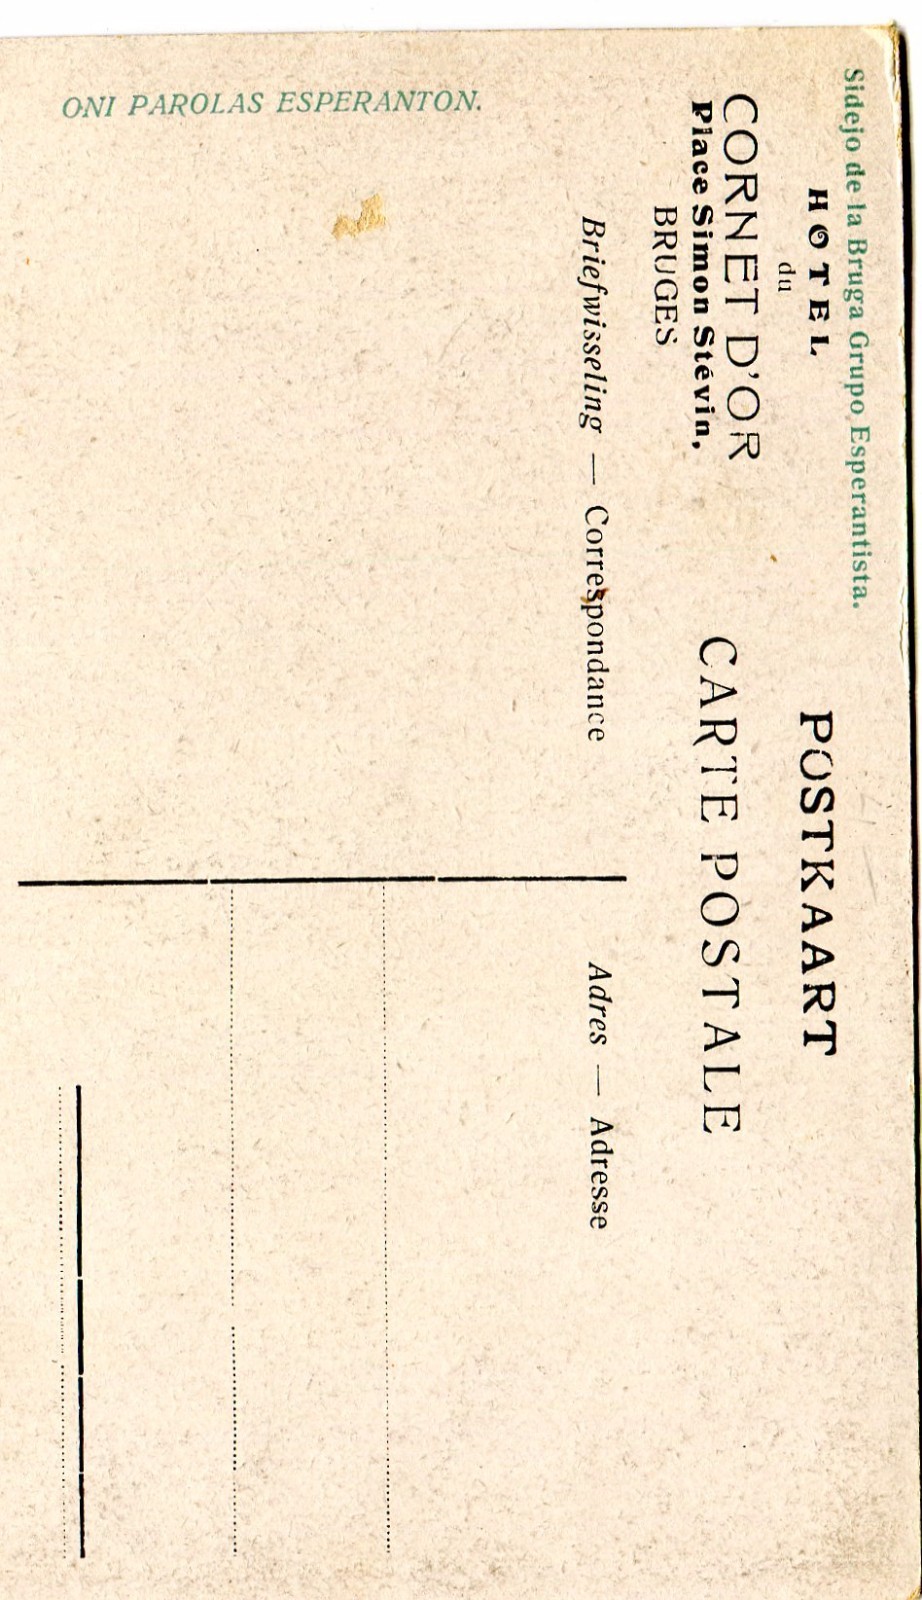 Sidejo de la Bruga Grupo Esperantista.
HOTEL
du
CORNET D'OR
Place Simon Stévin,
BRUGES
POSTKAART
CARTE POSTALE
Briefwisseling — Correspondance
Adres — Adresse
ONI PAROLAS ESPERANTON.